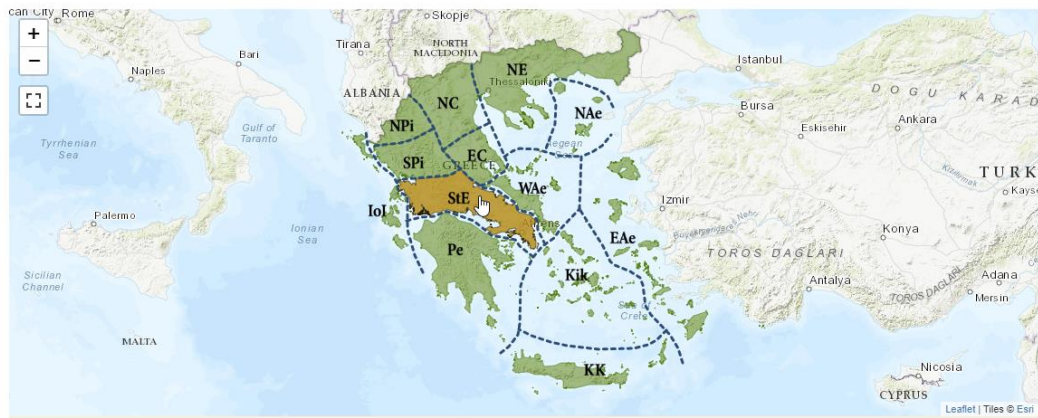 can City
Rome
Skopje
Tirana
NORTH
MACEDONIA
Bari
Naples
ALBANIA
NE
Thessaloniki
NC
NAe
NPi
Istanbul
DOGU KARAD
Bursa
Ankara
Eskisehir
Tyrrhenian
Sea
Gulf of
Taranto
SPi
EC
GREECE
Aegean
TURK
Kızılırmak
Kayse
Palermo
IoI
StE
WAe
Izmir
Ionian
Sea
Konya
EAe
TOROS DAGLARI
Pe
Kik
Sicilian
Channel
Antalya
TOROS DAGLARI
Adana
Mersin
Sea of
Crete
MALTA
KK
Nicosia
CYPRUS
Leaflet | Tiles © Esri